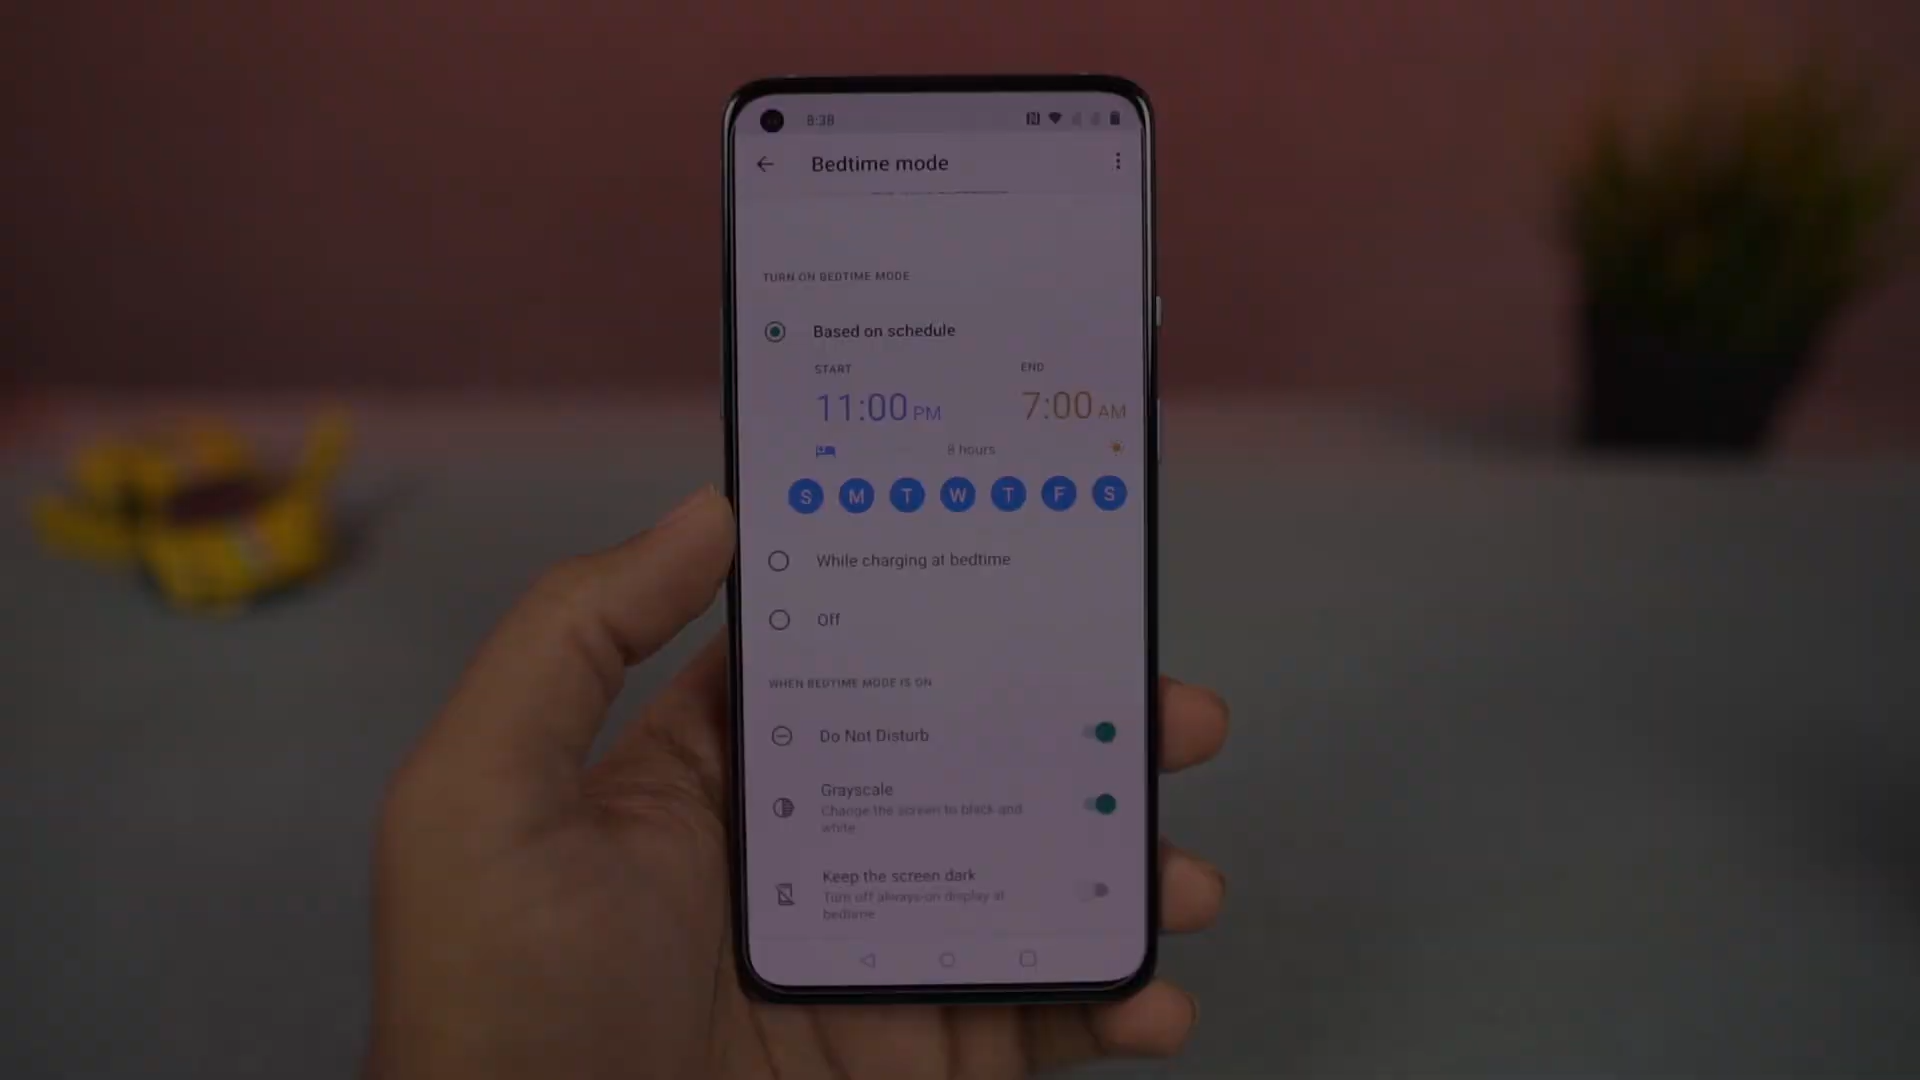 8:38
Bedtime mode
TURN ON BEDTIME MODE
Based on schedule
START
END
11:00 PM
7:00 AM
8 hours
S M T W T F S
While charging at bedtime
Off
WHEN BEDTIME MODE IS ON
Do Not Disturb
Grayscale
Change the screen to black and
white
Keep the screen dark
Turn off always-on display at
bedtime